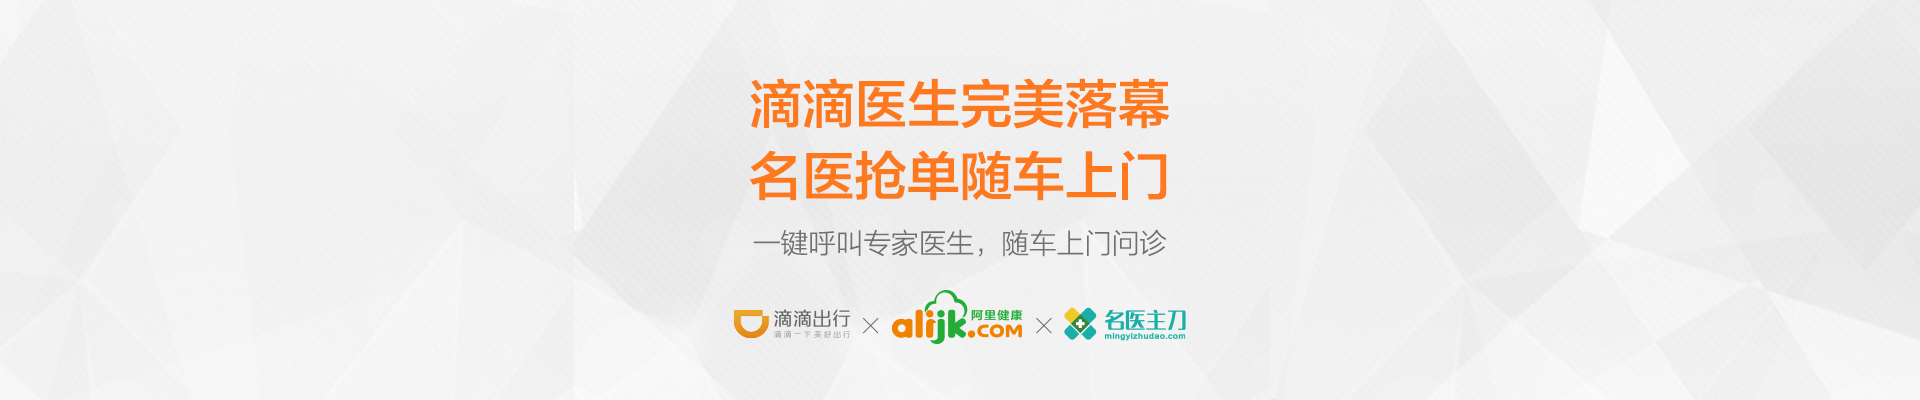 滴滴医生完美落幕
名医抢单随车上门
一键呼叫专家医生，随车上门问诊
滴滴出行
滴滴一下 美好出行
阿里健康
alijk.com
名医主刀
mingyizhudao.com